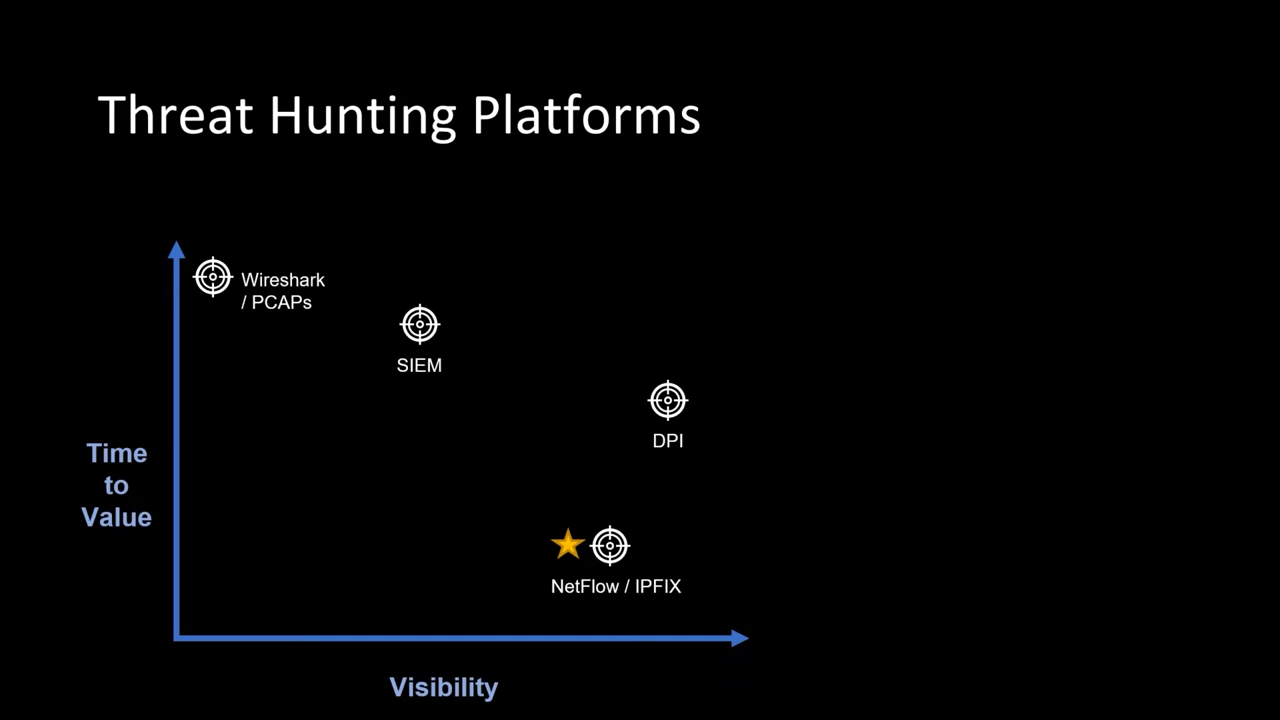 Threat Hunting Platforms
Wireshark
/ PCAPs
SIEM
DPI
Time
to
Value
NetFlow / IPFIX
Visibility